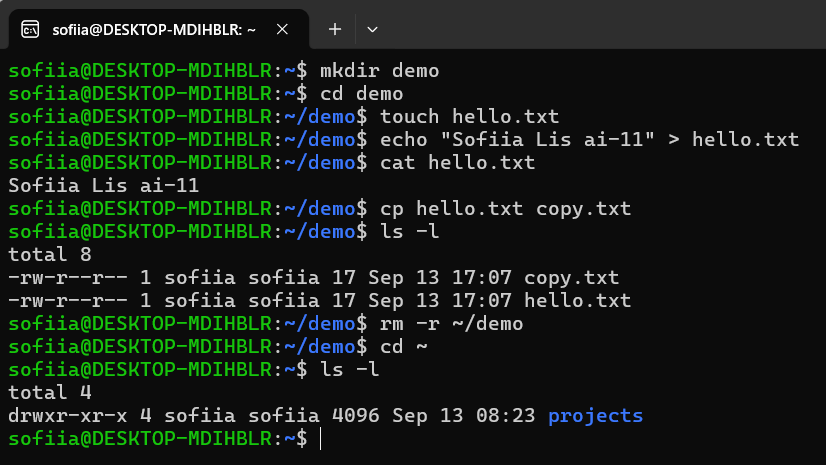 sofiia@DESKTOP-MDIHBLR: ~
sofiia@DESKTOP-MDIHBLR:~$ mkdir demo
sofiia@DESKTOP-MDIHBLR:~$ cd demo
sofiia@DESKTOP-MDIHBLR:~/demo$ touch hello.txt
sofiia@DESKTOP-MDIHBLR:~/demo$ echo "Sofiia Lis ai-11" > hello.txt
sofiia@DESKTOP-MDIHBLR:~/demo$ cat hello.txt
Sofiia Lis ai-11
sofiia@DESKTOP-MDIHBLR:~/demo$ cp hello.txt copy.txt
sofiia@DESKTOP-MDIHBLR:~/demo$ ls -l
total 8
-rw-r--r-- 1 sofiia sofiia 17 Sep 13 17:07 copy.txt
-rw-r--r-- 1 sofiia sofiia 17 Sep 13 17:07 hello.txt
sofiia@DESKTOP-MDIHBLR:~/demo$ rm -r ~/demo
sofiia@DESKTOP-MDIHBLR:~/demo$ cd ~
sofiia@DESKTOP-MDIHBLR:~$ ls -l
total 4
drwxr-xr-x 4 sofiia sofiia 4096 Sep 13 08:23 projects
sofiia@DESKTOP-MDIHBLR:~$